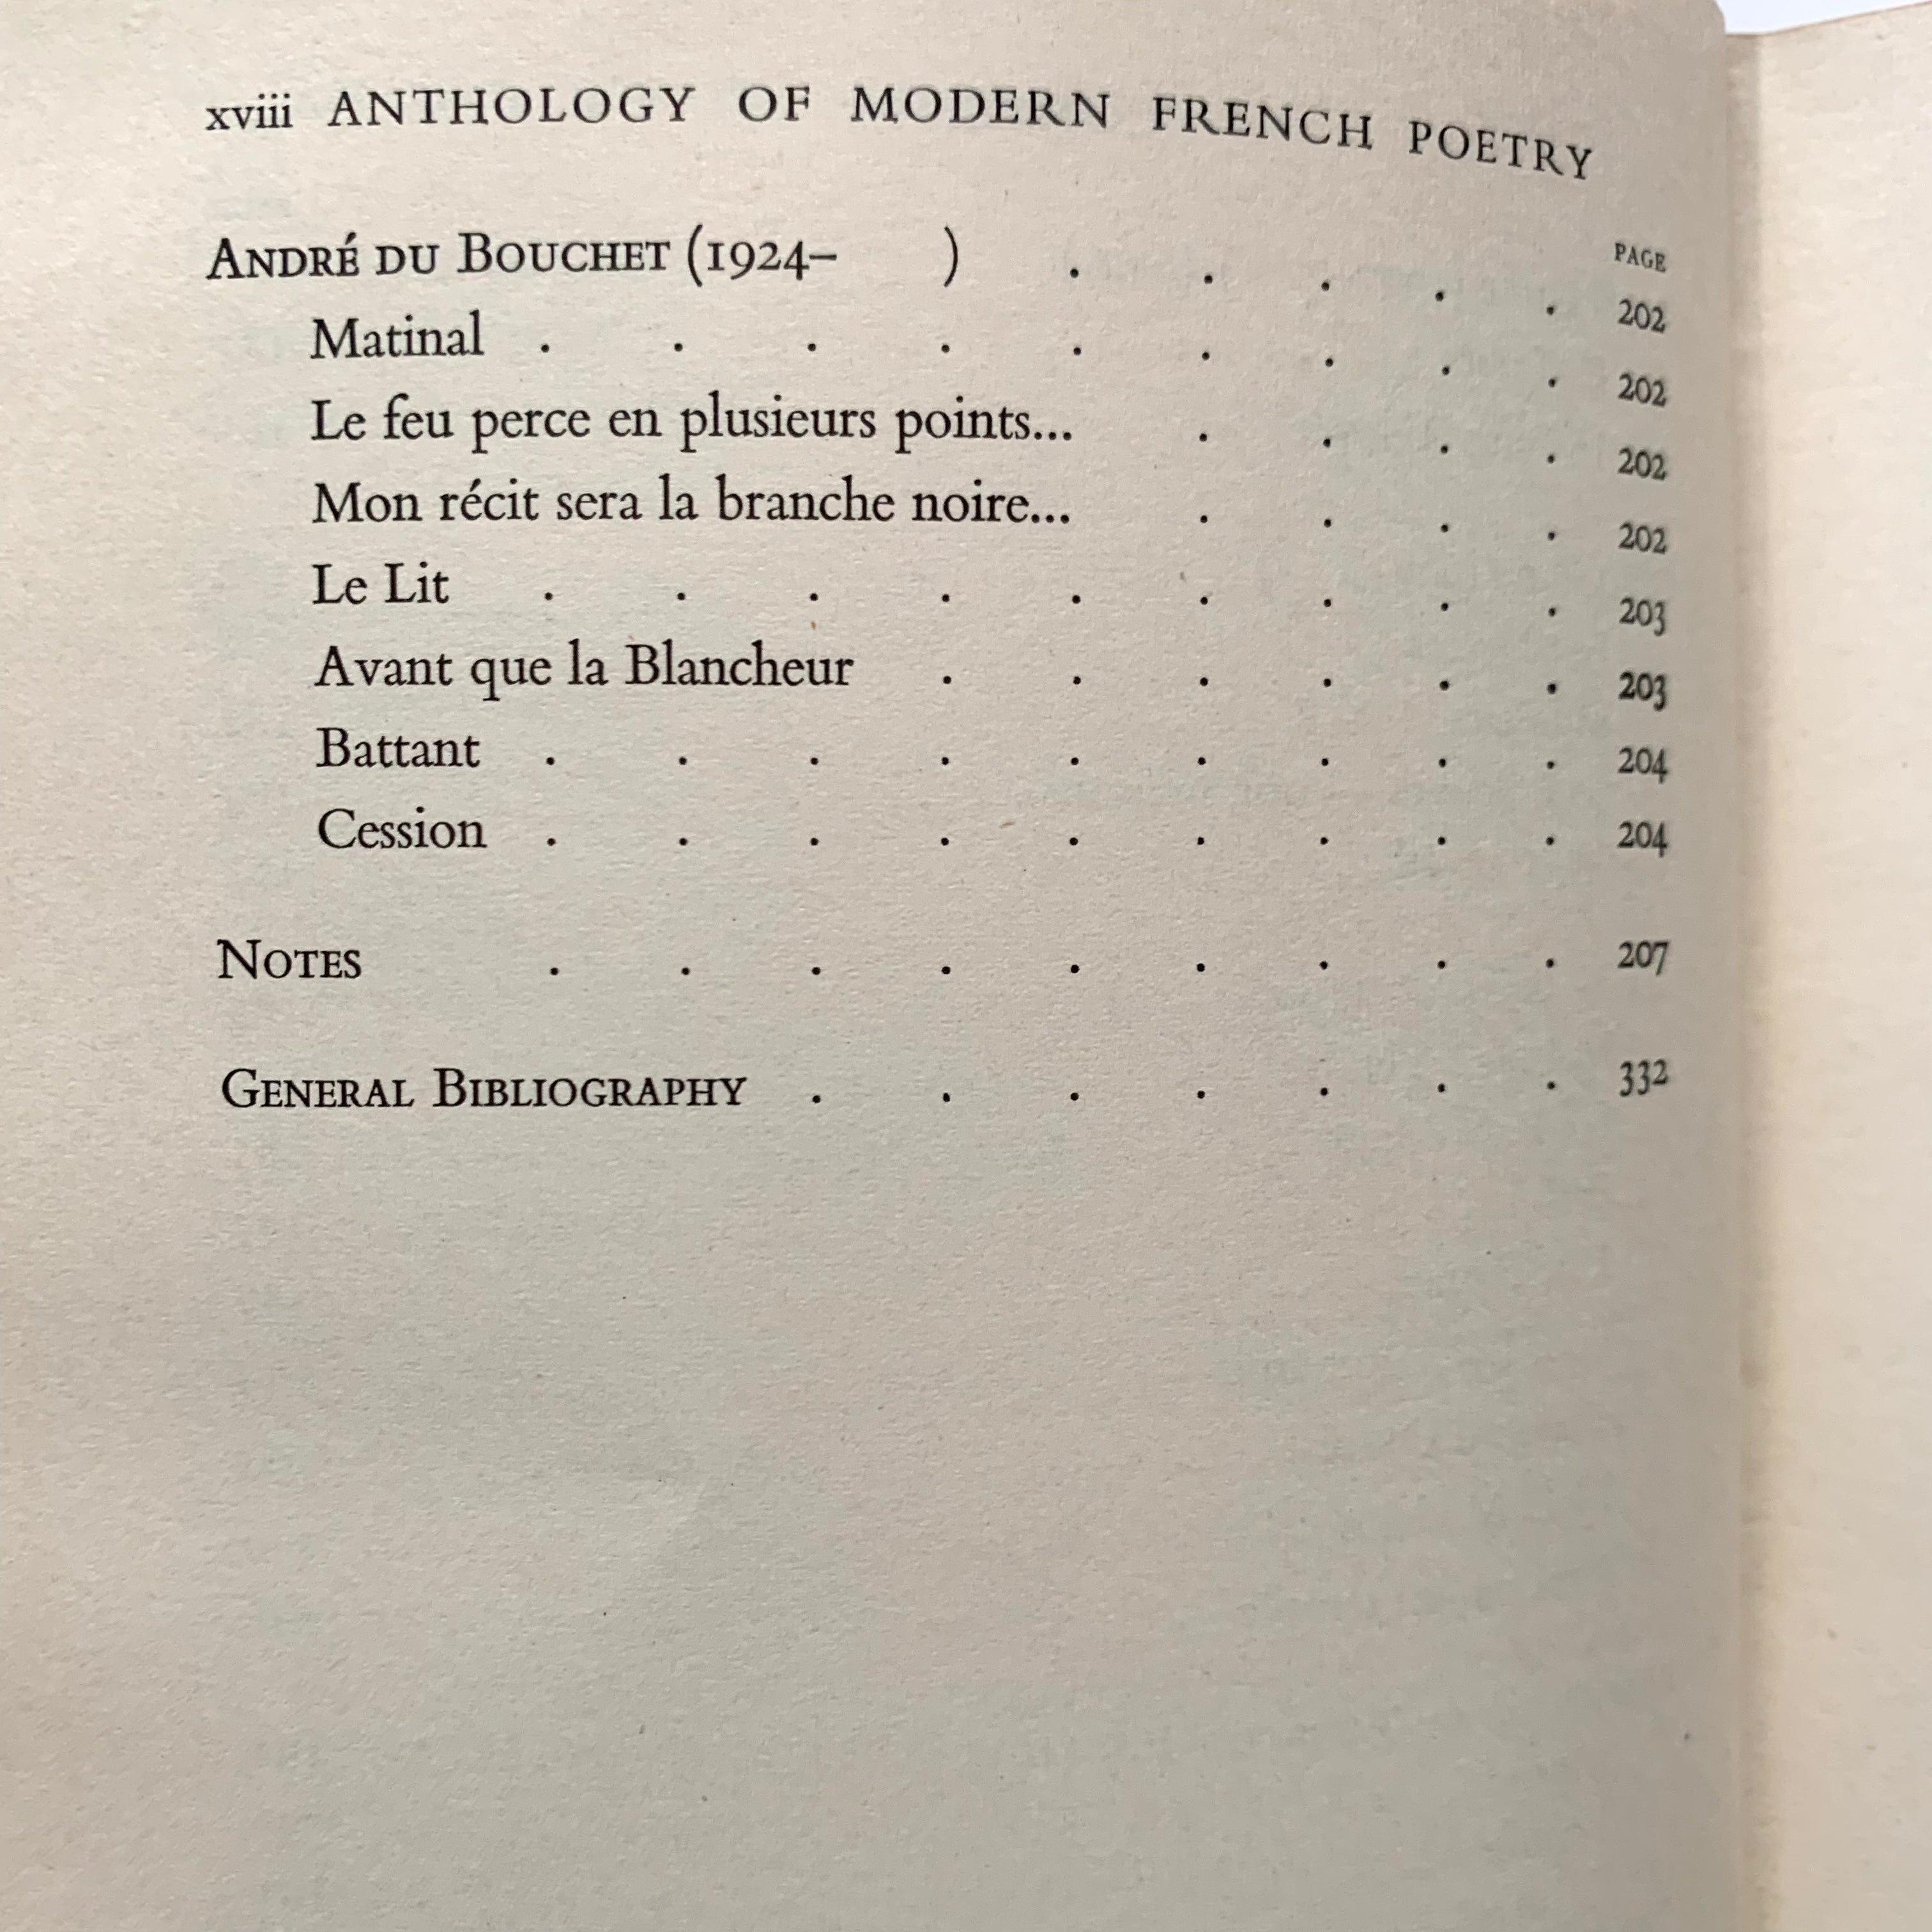 xviii ANTHOLOGY OF MODERN FRENCH POETRY
PAGE
ANDRÉ DU BOUCHET (1924– ) . . . . . 202
Matinal . . . . . . . . . 202
Le feu perce en plusieurs points... . . . . 202
Mon récit sera la branche noire... . . . . 202
Le Lit . . . . . . . . . 203
Avant que la Blancheur . . . . . . 203
Battant . . . . . . . . . 204
Cession . . . . . . . . . 204
NOTES . . . . . . . . . 207
GENERAL BIBLIOGRAPHY . . . . . . . 332